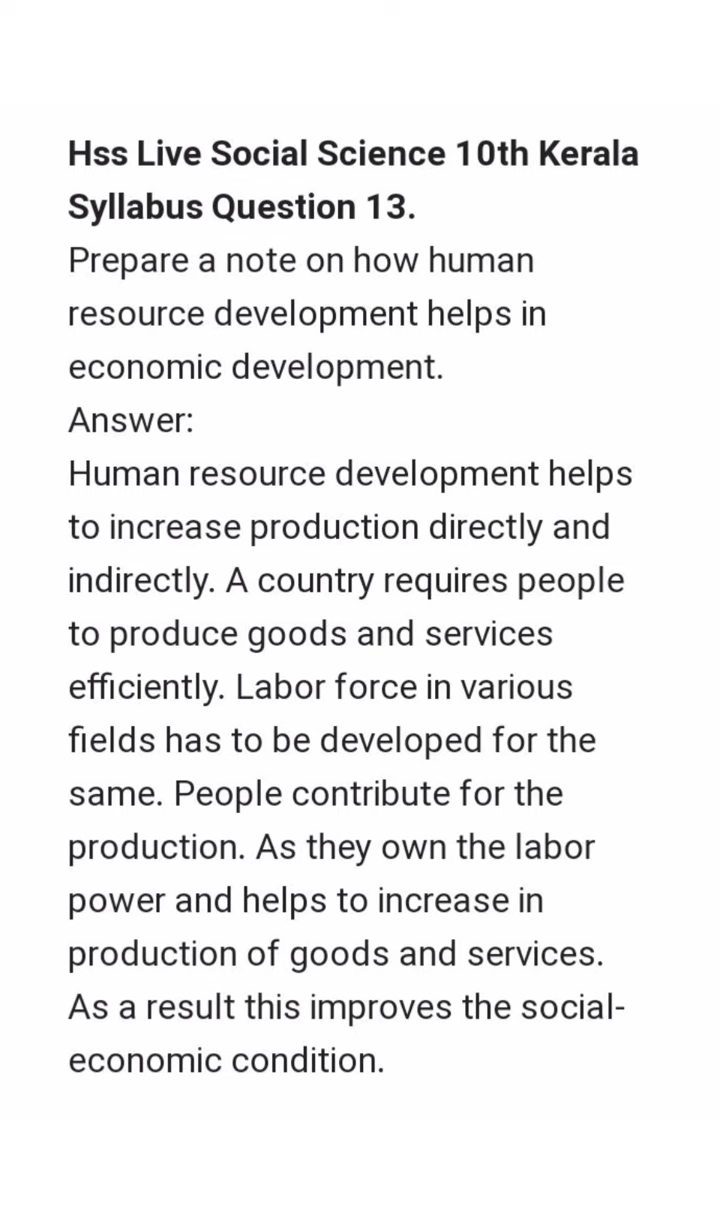 Hss Live Social Science 10th Kerala
Syllabus Question 13.
Prepare a note on how human
resource development helps in
economic development.
Answer:
Human resource development helps
to increase production directly and
indirectly. A country requires people
to produce goods and services
efficiently. Labor force in various
fields has to be developed for the
same. People contribute for the
production. As they own the labor
power and helps to increase in
production of goods and services.
As a result this improves the social-
economic condition.